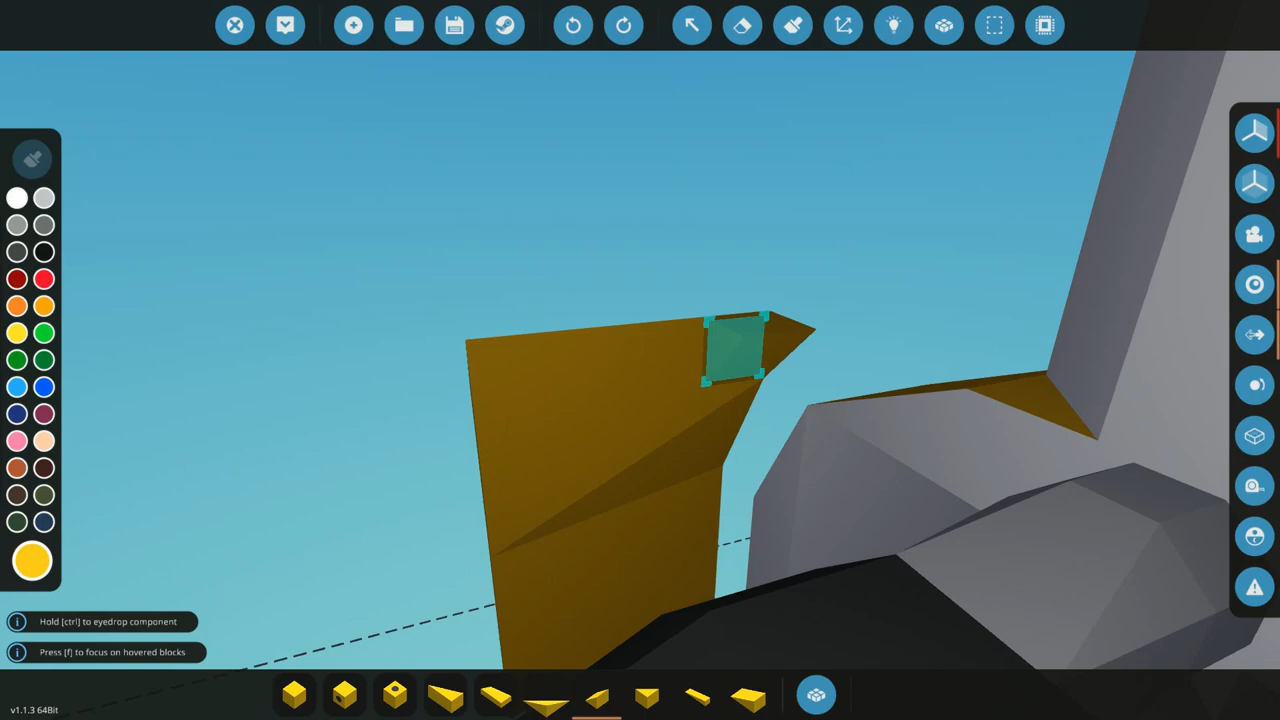 Hold [ctrl] to eyedrop component
Press [f] to focus on hovered blocks
v1.1.3 64Bit